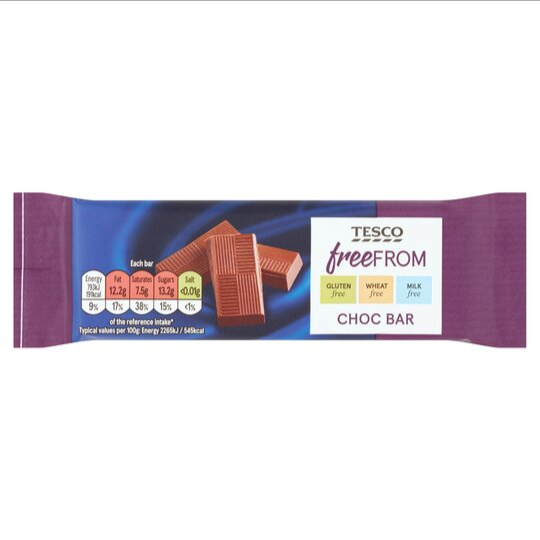 Each bar
Energy Fat Saturates Sugars Salt
793kJ
191kcal 12.2g 7.5g 13.2g <0.01g
9% 17% 38% 15% <1%
of the reference intake*
Typical values per 100g: Energy 2265kJ / 545kcal
TESCO
freeFROM
GLUTEN WHEAT MILK
free free free
CHOC BAR